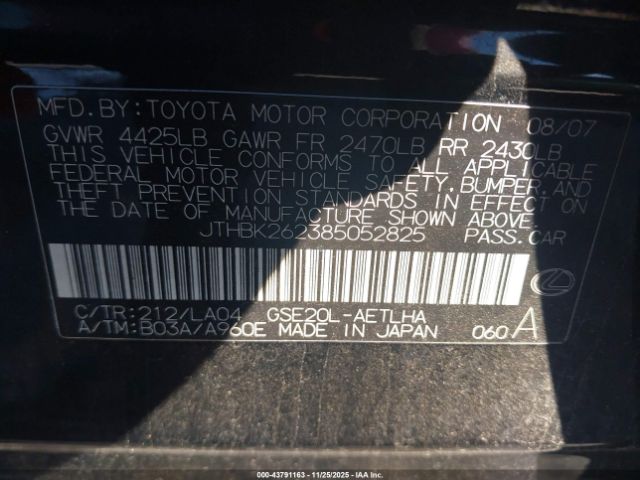 MFD.BY:TOYOTA MOTOR CORPORATION 08/07
GVWR 4425LB GAWR FR 2470LB RR 2430LB
THIS VEHICLE CONFORMS TO ALL APPLICABLE
FEDERAL MOTOR VEHICLE SAFETY,BUMPER,AND
THEFT PREVENTION STANDARDS IN EFFECT ON
THE DATE OF MANUFACTURE SHOWN ABOVE.
JTHBK262385052825 PASS.CAR
C/TR:212/LA04 GSE20L-AETLHA
A/TM:B03A/A960E MADE IN JAPAN 060A
000-43791163 - 11/25/2025 - IAA Inc.